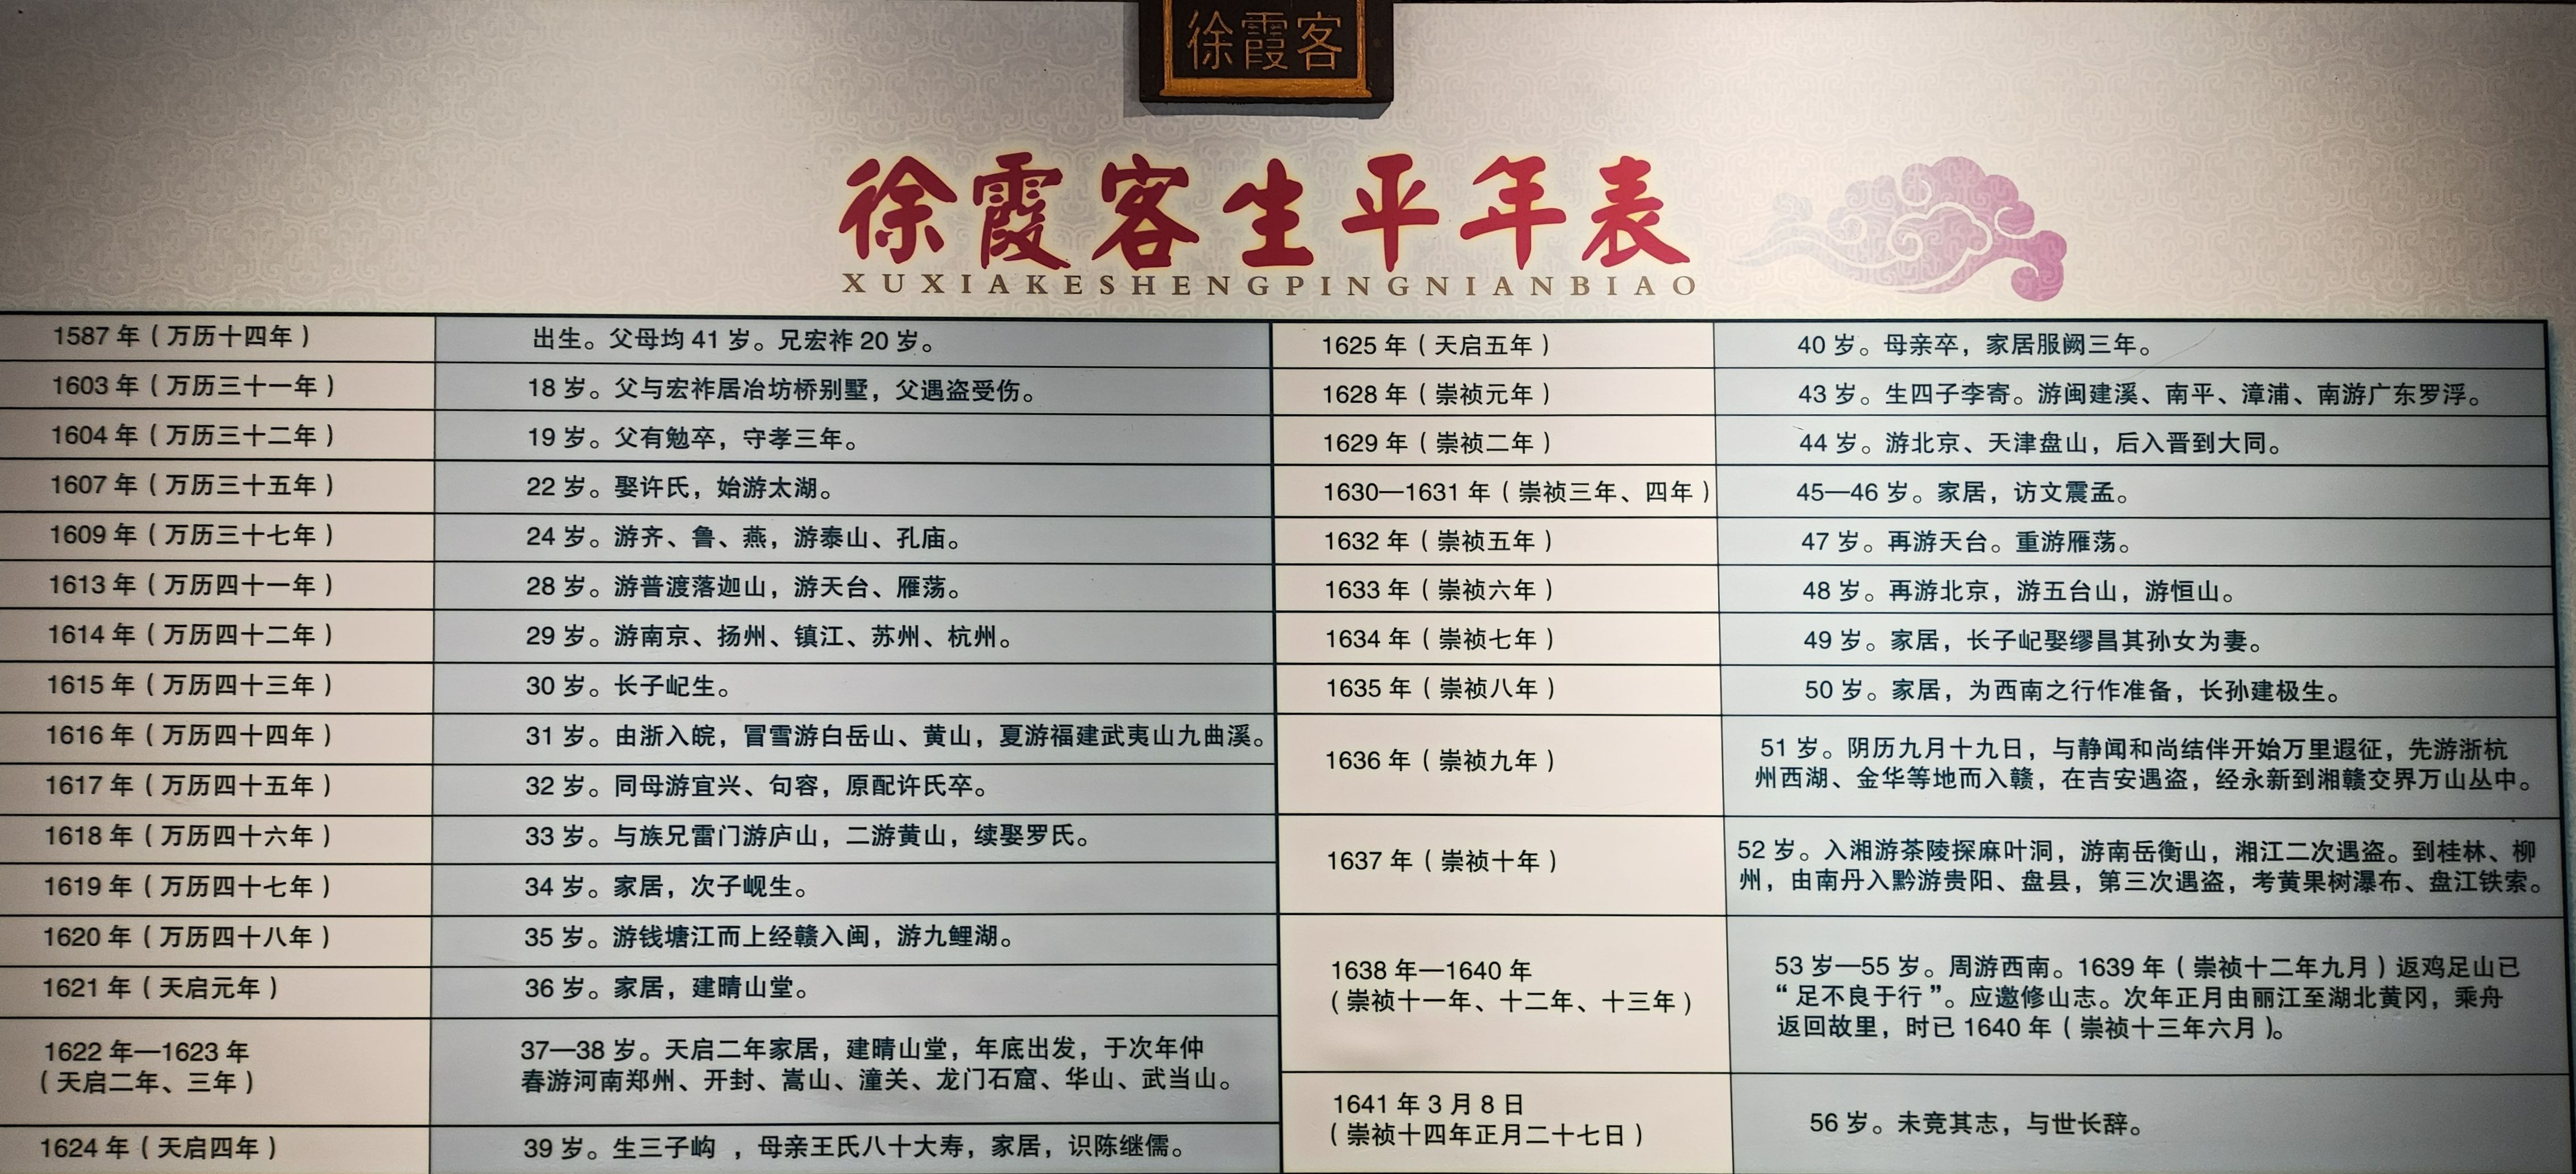 徐霞客
徐霞客生平年表
XUXIAKESHENGPINGNIANBIAO
1587 年（万历十四年）
出生。父母均 41 岁。兄宏祚 20 岁。
1603 年（万历三十一年）
18 岁。父与宏祚居冶坊桥别墅，父遇盗受伤。
1604 年（万历三十二年）
19 岁。父有勉卒，守孝三年。
1607 年（万历三十五年）
22 岁。娶许氏，始游太湖。
1609 年（万历三十七年）
24 岁。游齐、鲁、燕，游泰山、孔庙。
1613 年（万历四十一年）
28 岁。游普渡落迦山，游天台、雁荡。
1614 年（万历四十二年）
29 岁。游南京、扬州、镇江、苏州、杭州。
1615 年（万历四十三年）
30 岁。长子屺生。
1616 年（万历四十四年）
31 岁。由浙入皖，冒雪游白岳山、黄山，夏游福建武夷山九曲溪。
1617 年（万历四十五年）
32 岁。同母游宜兴、句容，原配许氏卒。
1618 年（万历四十六年）
33 岁。与族兄雷门游庐山，二游黄山，续娶罗氏。
1619 年（万历四十七年）
34 岁。家居，次子岘生。
1620 年（万历四十八年）
35 岁。游钱塘江而上经赣入闽，游九鲤湖。
1621 年（天启元年）
36 岁。家居，建晴山堂。
1622 年—1623 年
（天启二年、三年）
37—38 岁。天启二年家居，建晴山堂，年底出发，于次年仲
春游河南郑州、开封、嵩山、潼关、龙门石窟、华山、武当山。
1624 年（天启四年）
39 岁。生三子岣 ，母亲王氏八十大寿，家居，识陈继儒。
1625 年（天启五年）
40 岁。母亲卒，家居服阙三年。
1628 年（崇祯元年）
43 岁。生四子李寄。游闽建溪、南平、漳浦、南游广东罗浮。
1629 年（崇祯二年）
44 岁。游北京、天津盘山，后入晋到大同。
1630—1631 年（崇祯三年、四年）
45—46 岁。家居，访文震孟。
1632 年（崇祯五年）
47 岁。再游天台。重游雁荡。
1633 年（崇祯六年）
48 岁。再游北京，游五台山，游恒山。
1634 年（崇祯七年）
49 岁。家居，长子屺娶缪昌其孙女为妻。
1635 年（崇祯八年）
50 岁。家居，为西南之行作准备，长孙建极生。
1636 年（崇祯九年）
51 岁。阴历九月十九日，与静闻和尚结伴开始万里遐征，先游浙杭
州西湖、金华等地而入赣，在吉安遇盗，经永新到湘赣交界万山丛中。
1637 年（崇祯十年）
52 岁。入湘游茶陵探麻叶洞，游南岳衡山，湘江二次遇盗。到桂林、柳
州，由南丹入黔游贵阳、盘县，第三次遇盗，考黄果树瀑布、盘江铁索。
1638 年—1640 年
（崇祯十一年、十二年、十三年）
53 岁—55 岁。周游西南。1639 年（崇祯十二年九月）返鸡足山已
“足不良于行”。应邀修山志。次年正月由丽江至湖北黄冈，乘舟
返回故里，时已 1640 年（崇祯十三年六月）。
1641 年 3 月 8 日
（崇祯十四年正月二十七日）
56 岁。未竞其志，与世长辞。